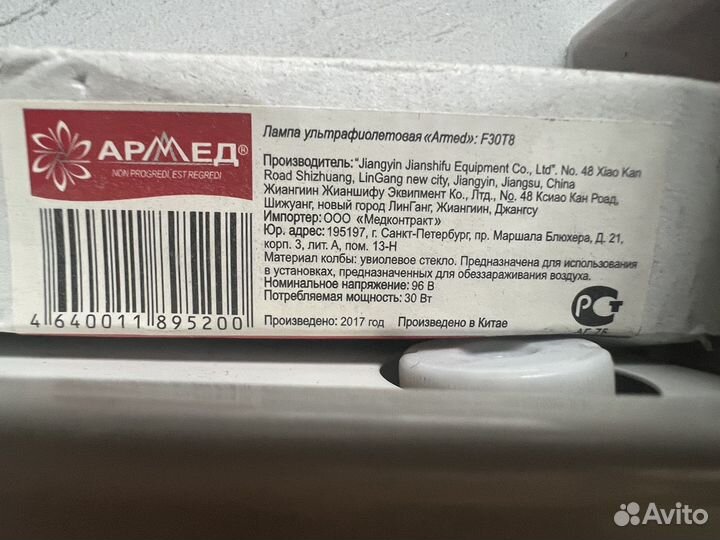 АРМЕД®
NON PROGREDI, EST REGREDI
4 640011 895200
Лампа ультрафиолетовая «Armed»: F30T8
Производитель: "Jiangyin Jianshifu Equipment Co., Ltd". No. 48 Xiao Kan
Road Shizhuang, LinGang new city, Jiangyin, Jiangsu, China
Жиангиин Жианшифу Эквипмент Ко., Лтд., No. 48 Ксиао Кан Роад,
Шижуанг, новый город ЛинГанг, Жиангиин, Джангсу
Импортер: ООО «Медконтракт»
Юр. адрес: 195197, г. Санкт-Петербург, пр. Маршала Блюхера, Д. 21,
корп. 3, лит. А, пом. 13-Н
Материал колбы: увиолевое стекло. Предназначена для использования
в установках, предназначенных для обеззараживания воздуха.
Номинальное напряжение: 96 В
Потребляемая мощность: 30 Вт
Произведено: 2017 год Произведено в Китае
РСТ
Avito